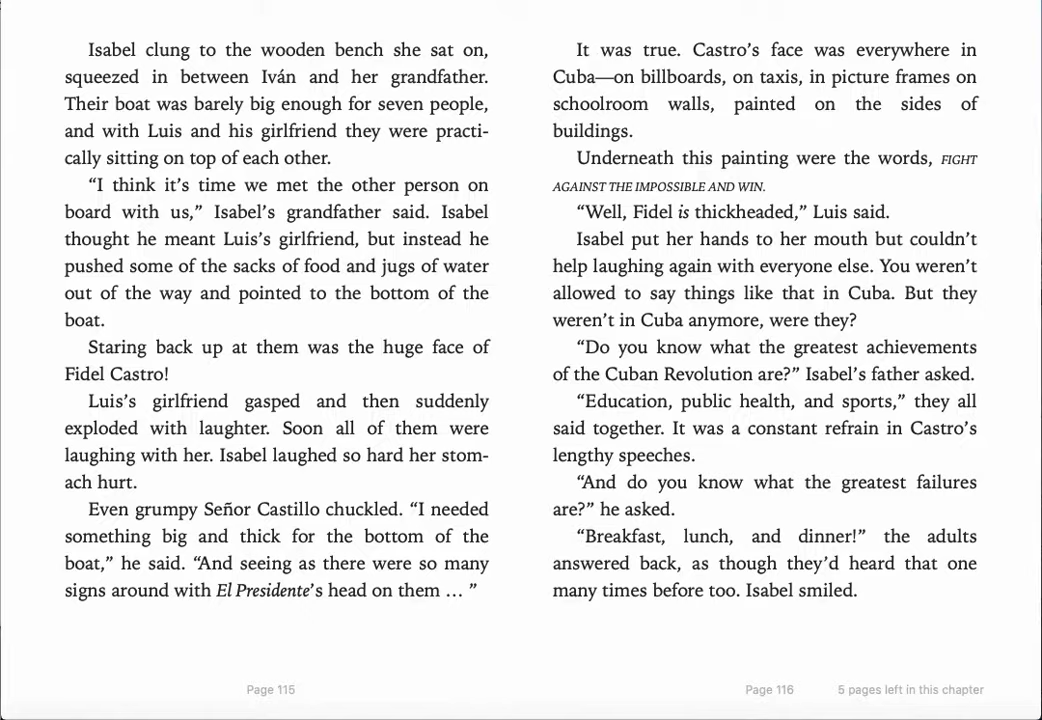 Isabel clung to the wooden bench she sat on,
squeezed in between Iván and her grandfather.
Their boat was barely big enough for seven people,
and with Luis and his girlfriend they were practi-
cally sitting on top of each other.
“I think it’s time we met the other person on
board with us,” Isabel’s grandfather said. Isabel
thought he meant Luis’s girlfriend, but instead he
pushed some of the sacks of food and jugs of water
out of the way and pointed to the bottom of the
boat.
Staring back up at them was the huge face of
Fidel Castro!
Luis’s girlfriend gasped and then suddenly
exploded with laughter. Soon all of them were
laughing with her. Isabel laughed so hard her stom-
ach hurt.
Even grumpy Señor Castillo chuckled. “I needed
something big and thick for the bottom of the
boat,” he said. “And seeing as there were so many
signs around with El Presidente’s head on them … ”
Page 115
It was true. Castro’s face was everywhere in
Cuba—on billboards, on taxis, in picture frames on
schoolroom walls, painted on the sides of
buildings.
Underneath this painting were the words, FIGHT
AGAINST THE IMPOSSIBLE AND WIN.
“Well, Fidel is thickheaded,” Luis said.
Isabel put her hands to her mouth but couldn’t
help laughing again with everyone else. You weren’t
allowed to say things like that in Cuba. But they
weren’t in Cuba anymore, were they?
“Do you know what the greatest achievements
of the Cuban Revolution are?” Isabel’s father asked.
“Education, public health, and sports,” they all
said together. It was a constant refrain in Castro’s
lengthy speeches.
“And do you know what the greatest failures
are?” he asked.
“Breakfast, lunch, and dinner!” the adults
answered back, as though they’d heard that one
many times before too. Isabel smiled.
Page 116
5 pages left in this chapter